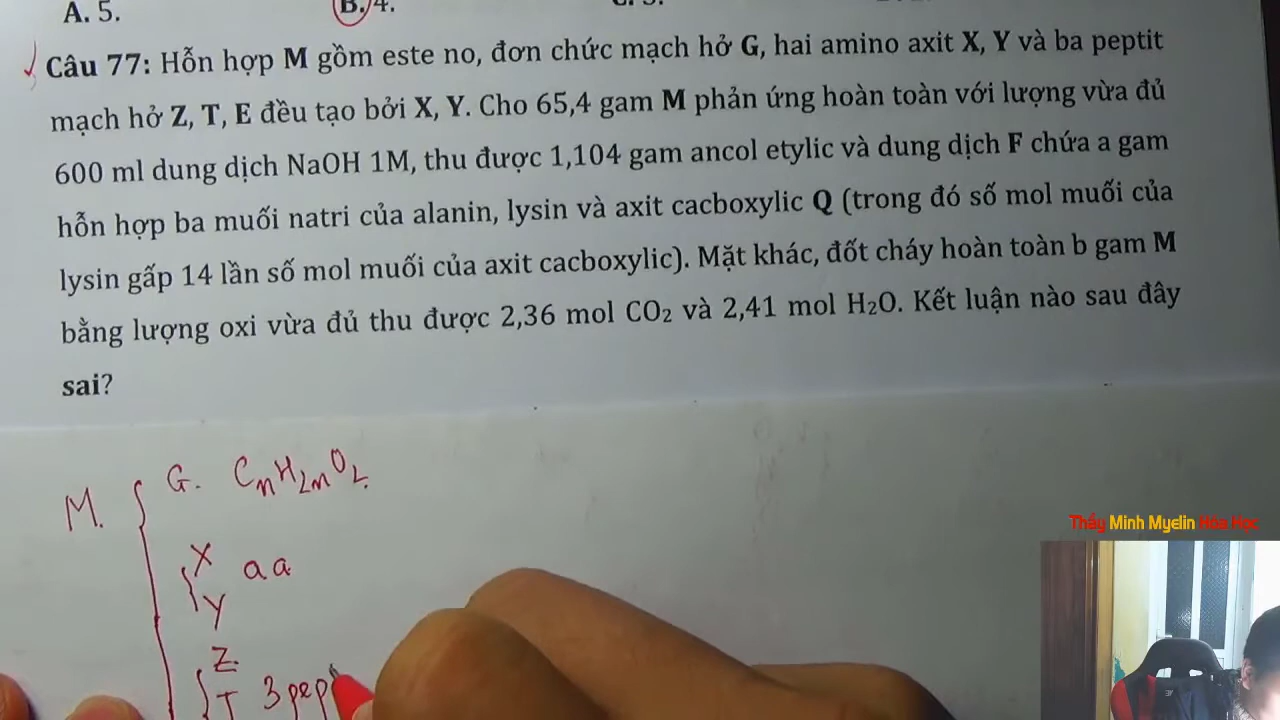 A. 5.
B. 4.
Câu 77: Hỗn hợp M gồm este no, đơn chức mạch hở G, hai amino axit X, Y và ba peptit
mạch hở Z, T, E đều tạo bởi X, Y. Cho 65,4 gam M phản ứng hoàn toàn với lượng vừa đủ
600 ml dung dịch NaOH 1M, thu được 1,104 gam ancol etylic và dung dịch F chứa a gam
hỗn hợp ba muối natri của alanin, lysin và axit cacboxylic Q (trong đó số mol muối của
lysin gấp 14 lần số mol muối của axit cacboxylic). Mặt khác, đốt cháy hoàn toàn b gam M
bằng lượng oxi vừa đủ thu được 2,36 mol CO₂ và 2,41 mol H₂O. Kết luận nào sau đây
sai?
M. G. CnH2nO2.
X aa
Y
Z.
T 3 pep
Thầy Minh Myelin Hóa Học